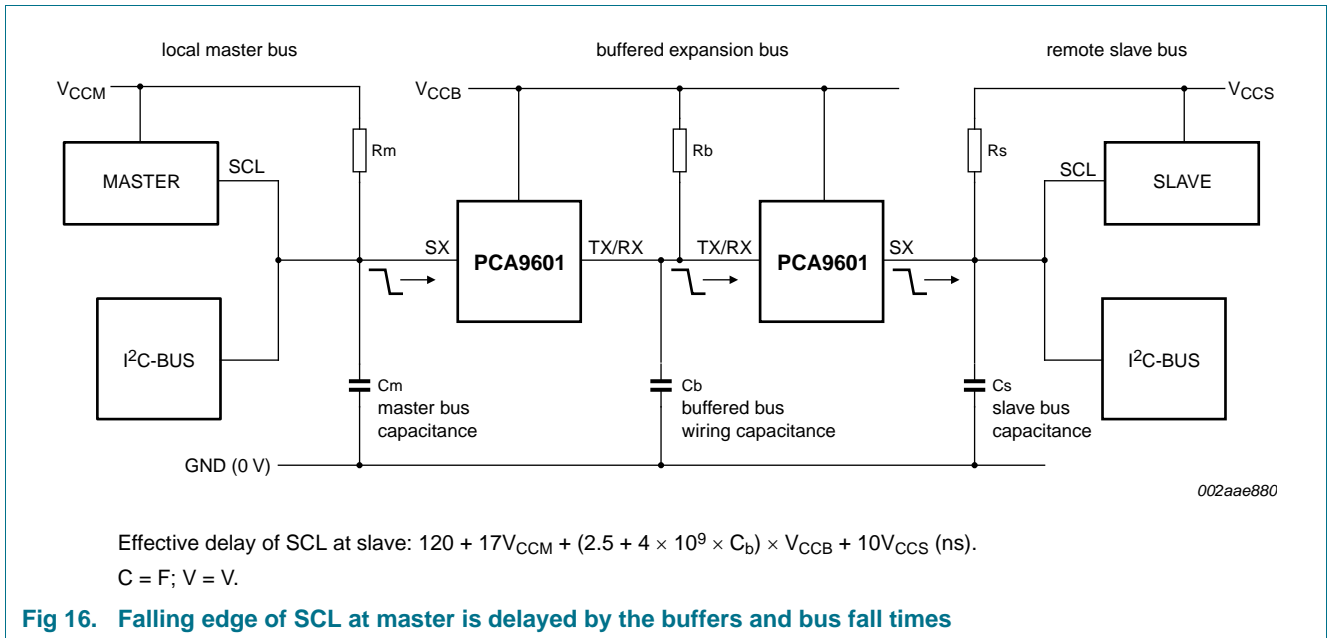 local master bus
buffered expansion bus
remote slave bus
VCCM
VCCB
VCCS
MASTER
SCL
Rm
Rb
Rs
SCL
SLAVE
SX
PCA9601
TX/RX
TX/RX
PCA9601
SX
I²C-BUS
I²C-BUS
Cm
master bus
capacitance
Cb
buffered bus
wiring capacitance
Cs
slave bus
capacitance
GND (0 V)
002aae880
Effective delay of SCL at slave: 120 + 17VCCM + (2.5 + 4 × 10⁹ × Cb) × VCCB + 10VCCS (ns).
C = F; V = V.
Fig 16. Falling edge of SCL at master is delayed by the buffers and bus fall times